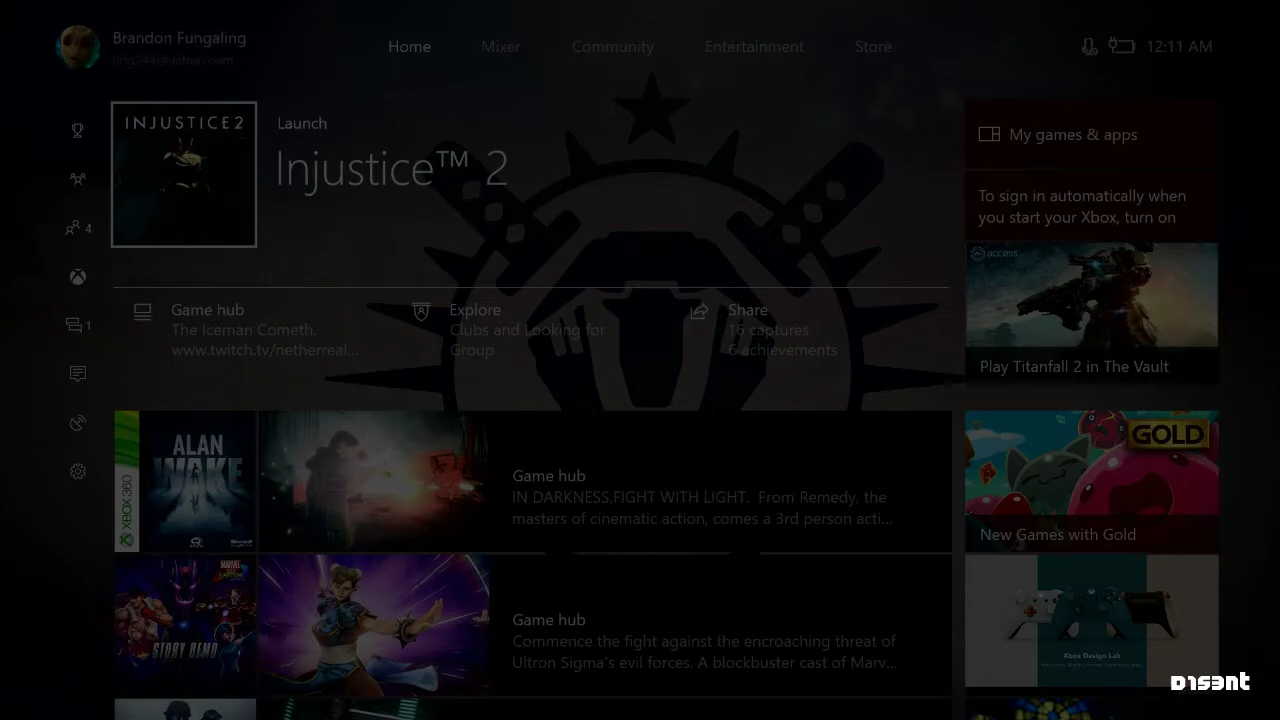 Brandon Fungaling
Home
Mixer
Community
Entertainment
Store
12:11 AM
INJUSTICE 2
Launch
Injustice™ 2
My games & apps
To sign in automatically when
you start your Xbox, turn on
4
1
Game hub
The Iceman Cometh.
www.twitch.tv/netherreal...
Explore
Clubs and Looking for
Group
Share
16 captures
6 achievements
access
Play Titanfall 2 in The Vault
XBOX 360
ALAN
WAKE
Game hub
IN DARKNESS,FIGHT WITH LIGHT.  From Remedy, the
masters of cinematic action, comes a 3rd person acti...
GOLD
New Games with Gold
MARVEL
STORY DEMO
Game hub
Commence the fight against the encroaching threat of
Ultron Sigma's evil forces. A blockbuster cast of Marv...
Xbox Design Lab
D1s3nt